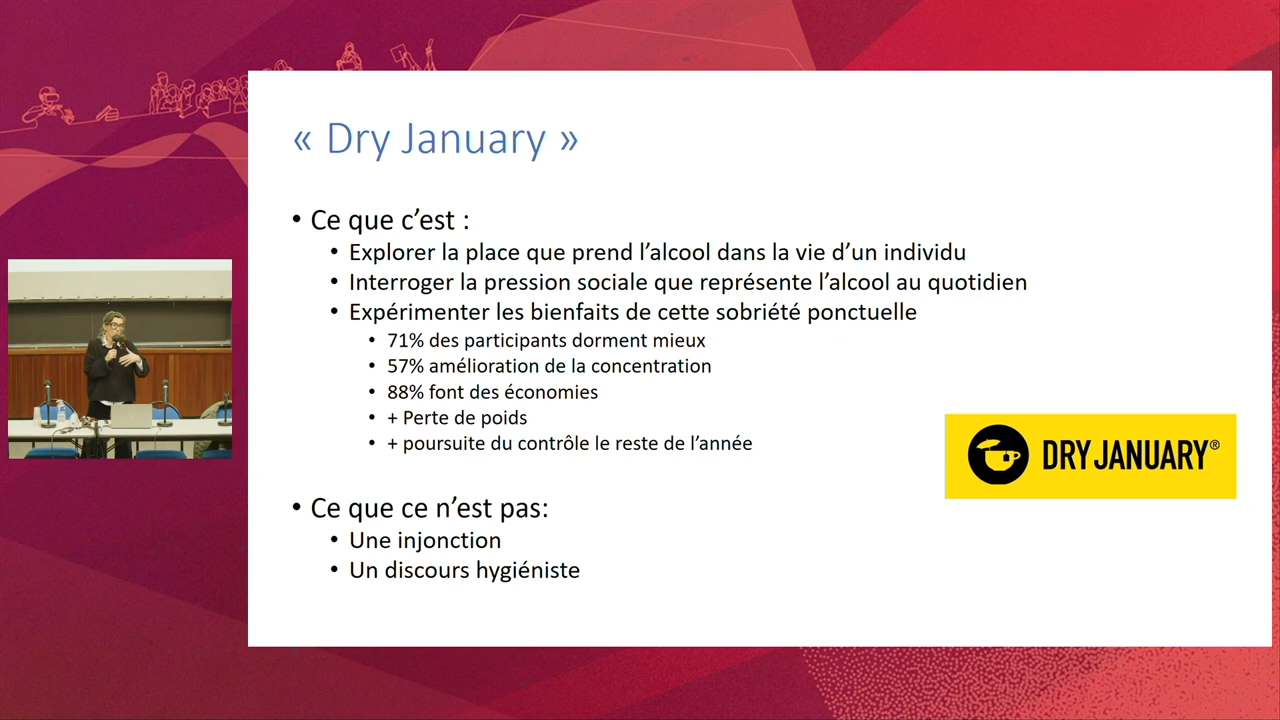 « Dry January »
• Ce que c’est :
• Explorer la place que prend l’alcool dans la vie d’un individu
• Interroger la pression sociale que représente l’alcool au quotidien
• Expérimenter les bienfaits de cette sobriété ponctuelle
• 71% des participants dorment mieux
• 57% amélioration de la concentration
• 88% font des économies
• + Perte de poids
• + poursuite du contrôle le reste de l’année
DRY JANUARY®
• Ce que ce n’est pas:
• Une injonction
• Un discours hygiéniste